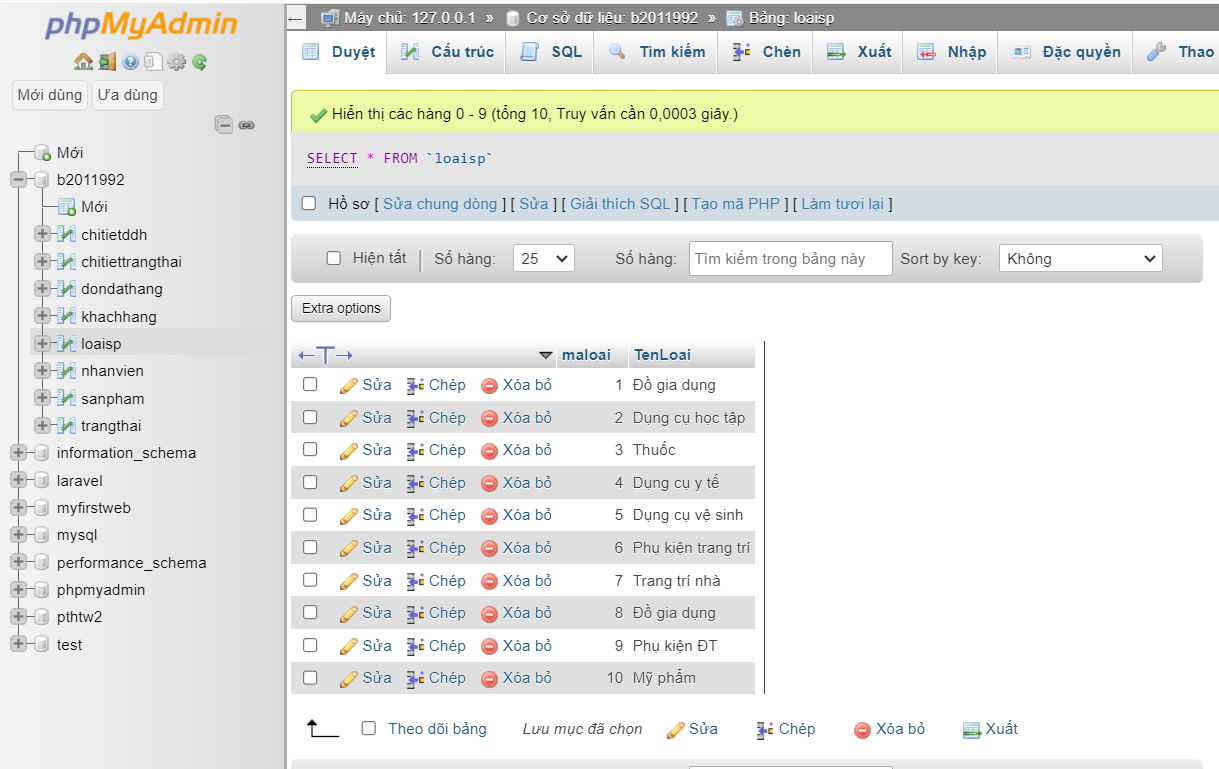 phpMyAdmin
Mới dùng Ưa dùng
Mới
b2011992
Mới
chitietddh
chitiettrangthai
dondathang
khachhang
loaisp
nhanvien
sanpham
trangthai
information_schema
laravel
myfirstweb
mysql
performance_schema
phpmyadmin
pthtw2
test
Máy chủ: 127.0.0.1 » Cơ sở dữ liệu: b2011992 » Bảng: loaisp
Duyệt Cấu trúc SQL Tìm kiếm Chèn Xuất Nhập Đặc quyền Thao
Hiển thị các hàng 0 - 9 (tổng 10, Truy vấn cần 0,0003 giây.)
SELECT * FROM `loaisp`
Hồ sơ [ Sửa chung dòng ] [ Sửa ] [ Giải thích SQL ] [ Tạo mã PHP ] [ Làm tươi lại ]
Hiện tất Số hàng: 25 Số hàng: Tìm kiếm trong bảng này Sort by key: Không
Extra options
maloai TenLoai
Sửa Chép Xóa bỏ 1 Đồ gia dụng
Sửa Chép Xóa bỏ 2 Dụng cụ học tập
Sửa Chép Xóa bỏ 3 Thuốc
Sửa Chép Xóa bỏ 4 Dụng cụ y tế
Sửa Chép Xóa bỏ 5 Dụng cụ vệ sinh
Sửa Chép Xóa bỏ 6 Phụ kiện trang trí
Sửa Chép Xóa bỏ 7 Trang trí nhà
Sửa Chép Xóa bỏ 8 Đồ gia dụng
Sửa Chép Xóa bỏ 9 Phụ kiện ĐT
Sửa Chép Xóa bỏ 10 Mỹ phẩm
Theo dõi bảng Lưu mục đã chọn Sửa Chép Xóa bỏ Xuất